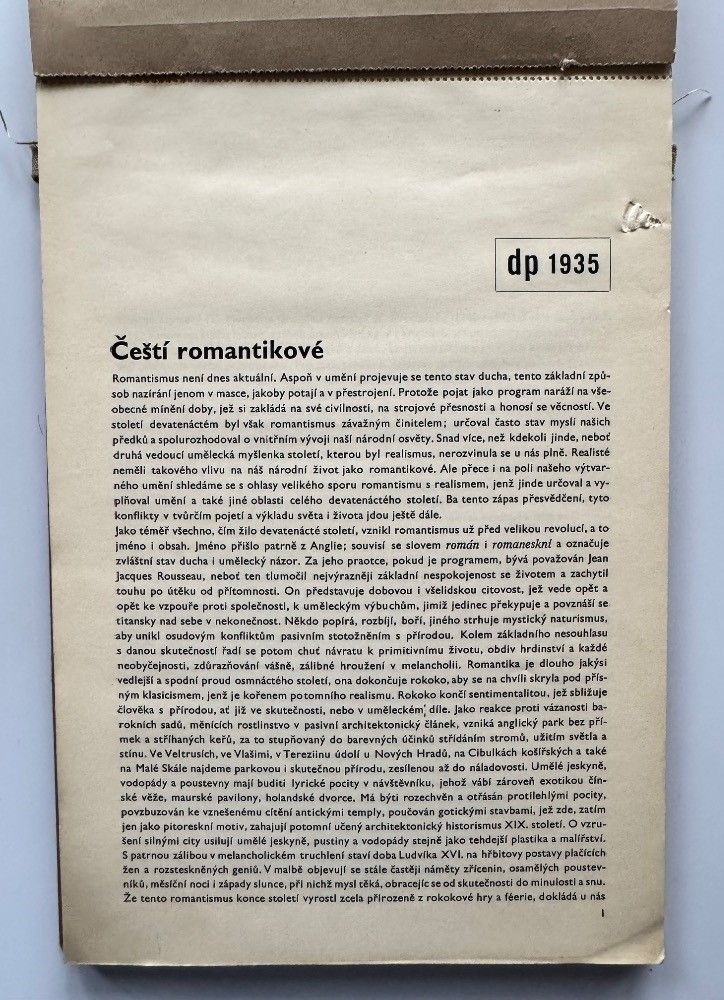 dp 1935
Čeští romantikové
Romantismus není dnes aktuální. Aspoň v umění projevuje se tento stav ducha, tento základní způ-
sob nazírání jenom v masce, jakoby potají a v přestrojení. Protože pojat jako program naráží na vše-
obecné mínění doby, jež si zakládá na své civilnosti, na strojové přesnosti a honosí se věcností. Ve
století devatenáctém byl však romantismus závažným činitelem; určoval často stav myslí našich
předků a spolurozhodoval o vnitřním vývoji naší národní osvěty. Snad více, než kdekoli jinde, neboť
druhá vedoucí umělecká myšlenka století, kterou byl realismus, nerozvinula se u nás plně. Realisté
neměli takového vlivu na náš národní život jako romantikové. Ale přece i na poli našeho výtvar-
ného umění shledáme se s ohlasy velikého sporu romantismu s realismem, jenž jinde určoval a vy-
plňoval umění a také jiné oblasti celého devatenáctého století. Ba tento zápas přesvědčení, tyto
konflikty v tvůrčím pojetí a výkladu světa i života jdou ještě dále.
Jako téměř všechno, čím žilo devatenácté století, vznikl romantismus už před velikou revolucí, a to
jméno i obsah. Jméno přišlo patrně z Anglie; souvisí se slovem román i romaneskní a označuje
zvláštní stav ducha i umělecký názor. Za jeho praotce, pokud je programem, bývá považován Jean
Jacques Rousseau, neboť ten tlumočil nejvýrazněji základní nespokojenost se životem a zachytil
touhu po útěku od přítomnosti. On představuje dobovou i všelidskou citovost, jež vede opět a
opět ke vzpouře proti společnosti, k uměleckým výbuchům, jimiž jedinec překypuje a povznáší se
titánsky nad sebe v nekonečnost. Někdo popírá, rozbíjí, boří, jiného strhuje mystický naturismus,
aby unikl osudovým konfliktům pasivním stotožněním s přírodou. Kolem základního nesouhlasu
s danou skutečností řadí se potom chuť návratu k primitivnímu životu, obdiv hrdinství a každé
neobyčejnosti, zdůrazňování vášně, zálibné hroužení v melancholii. Romantika je dlouho jakýsi
vedlejší a spodní proud osmnáctého století, ona dokončuje rokoko, aby se na chvíli skryla pod přís-
ným klasicismem, jenž je kořenem potomního realismu. Rokoko končí sentimentalitou, jež sbližuje
člověka s přírodou, ať již ve skutečnosti, nebo v uměleckém díle. Jako reakce proti vázanosti ba-
rokních sadů, měnících rostlinstvo v pasivní architektonický článek, vzniká anglický park bez pří-
mek a stříhaných keřů, za to stupňovaný do barevných účinků střídáním stromů, užitím světla a
stínu. Ve Veltrusích, ve Vlašimi, v Tereziinu údolí u Nových Hradů, na Cibulkách košířských a také
na Malé Skále najdeme parkovou i skutečnou přírodu, zesílenou až do náladovosti. Umělé jeskyně,
vodopády a poustevny mají buditi lyrické pocity v návštěvníku, jehož vábí zároveň exotikou čín-
ské věže, maurské pavilony, holandské dvorce. Má býti rozechvěn a otřásán protilehlými pocity,
povzbuzován ke vznešenému cítění antickými temply, poučován gotickými stavbami, jež zde, zatím
jen jako pitoreskní motiv, zahajují potomní učený architektonický historismus XIX. století. O vzru-
šení silnými city usilují umělé jeskyně, pustiny a vodopády stejně jako tehdejší plastika a malířství.
S patrnou zálibou v melancholickém truchlení staví doba Ludvíka XVI. na hřbitovy postavy plačících
žen a rozsteskněných geniů. V malbě objevují se stále častěji náměty zřícenin, osamělých poustev-
níků, měsíční noci i západy slunce, při nichž mysl těká, obracejíc se od skutečnosti do minulosti a snu.
Že tento romantismus konce století vyrostl zcela přirozeně z rokokové hry a féerie, dokládá u nás
1